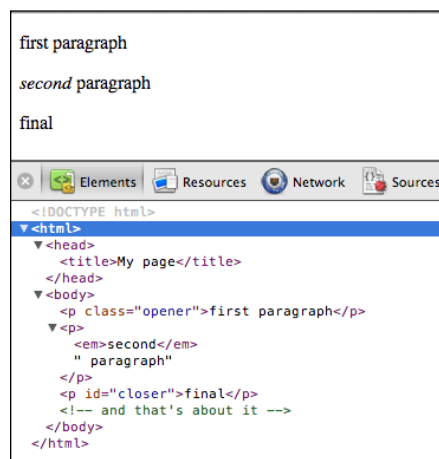 first paragraph
second paragraph
final
Elements Resources Network Sources
<!DOCTYPE html>
▼<html>
▼<head>
<title>My page</title>
</head>
▼<body>
<p class="opener">first paragraph</p>
▼<p>
<em>second</em>
" paragraph"
</p>
<p id="closer">final</p>
<!-- and that's about it -->
</body>
</html>